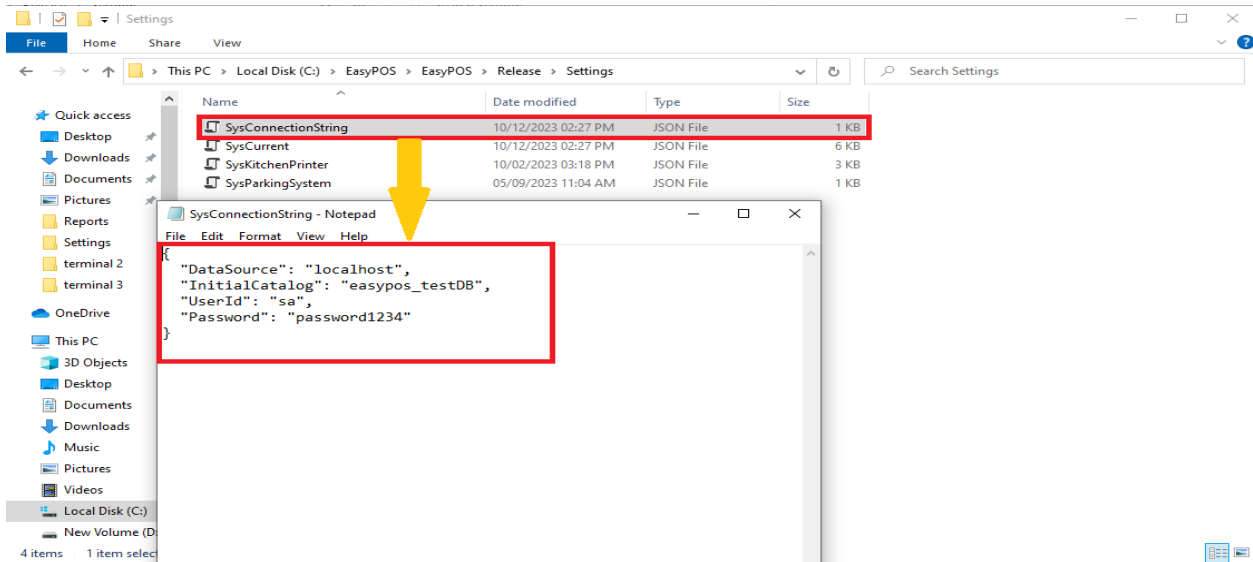 Settings
File Home Share View
This PC > Local Disk (C:) > EasyPOS > EasyPOS > Release > Settings
Search Settings
Name Date modified Type Size
SysConnectionString 10/12/2023 02:27 PM JSON File 1 KB
SysCurrent 10/12/2023 02:27 PM JSON File 6 KB
SysKitchenPrinter 10/02/2023 03:18 PM JSON File 3 KB
SysParkingSystem 05/09/2023 11:04 AM JSON File 1 KB
Quick access
Desktop
Downloads
Documents
Pictures
Reports
Settings
terminal 2
terminal 3
OneDrive
This PC
3D Objects
Desktop
Documents
Downloads
Music
Pictures
Videos
Local Disk (C:)
New Volume (D:
4 items 1 item selec
SysConnectionString - Notepad
File Edit Format View Help
{
"DataSource": "localhost",
"InitialCatalog": "easypos_testDB",
"UserId": "sa",
"Password": "password1234"
}